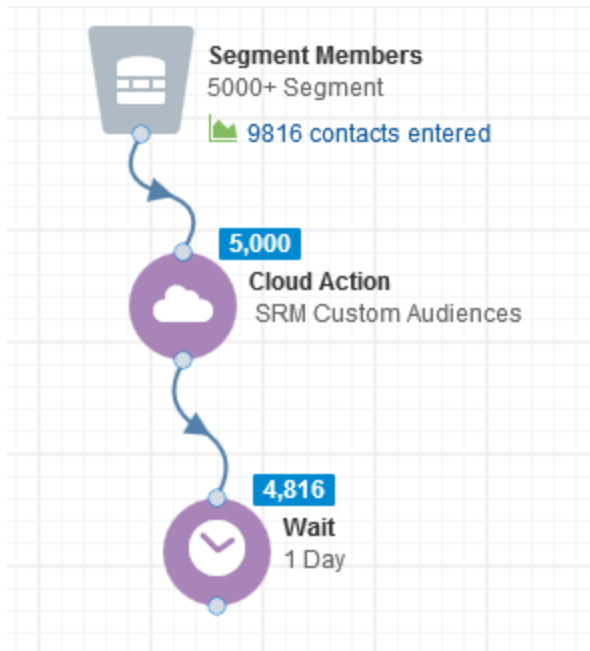 Segment Members
5000+ Segment
9816 contacts entered
5,000
Cloud Action
SRM Custom Audiences
4,816
Wait
1 Day